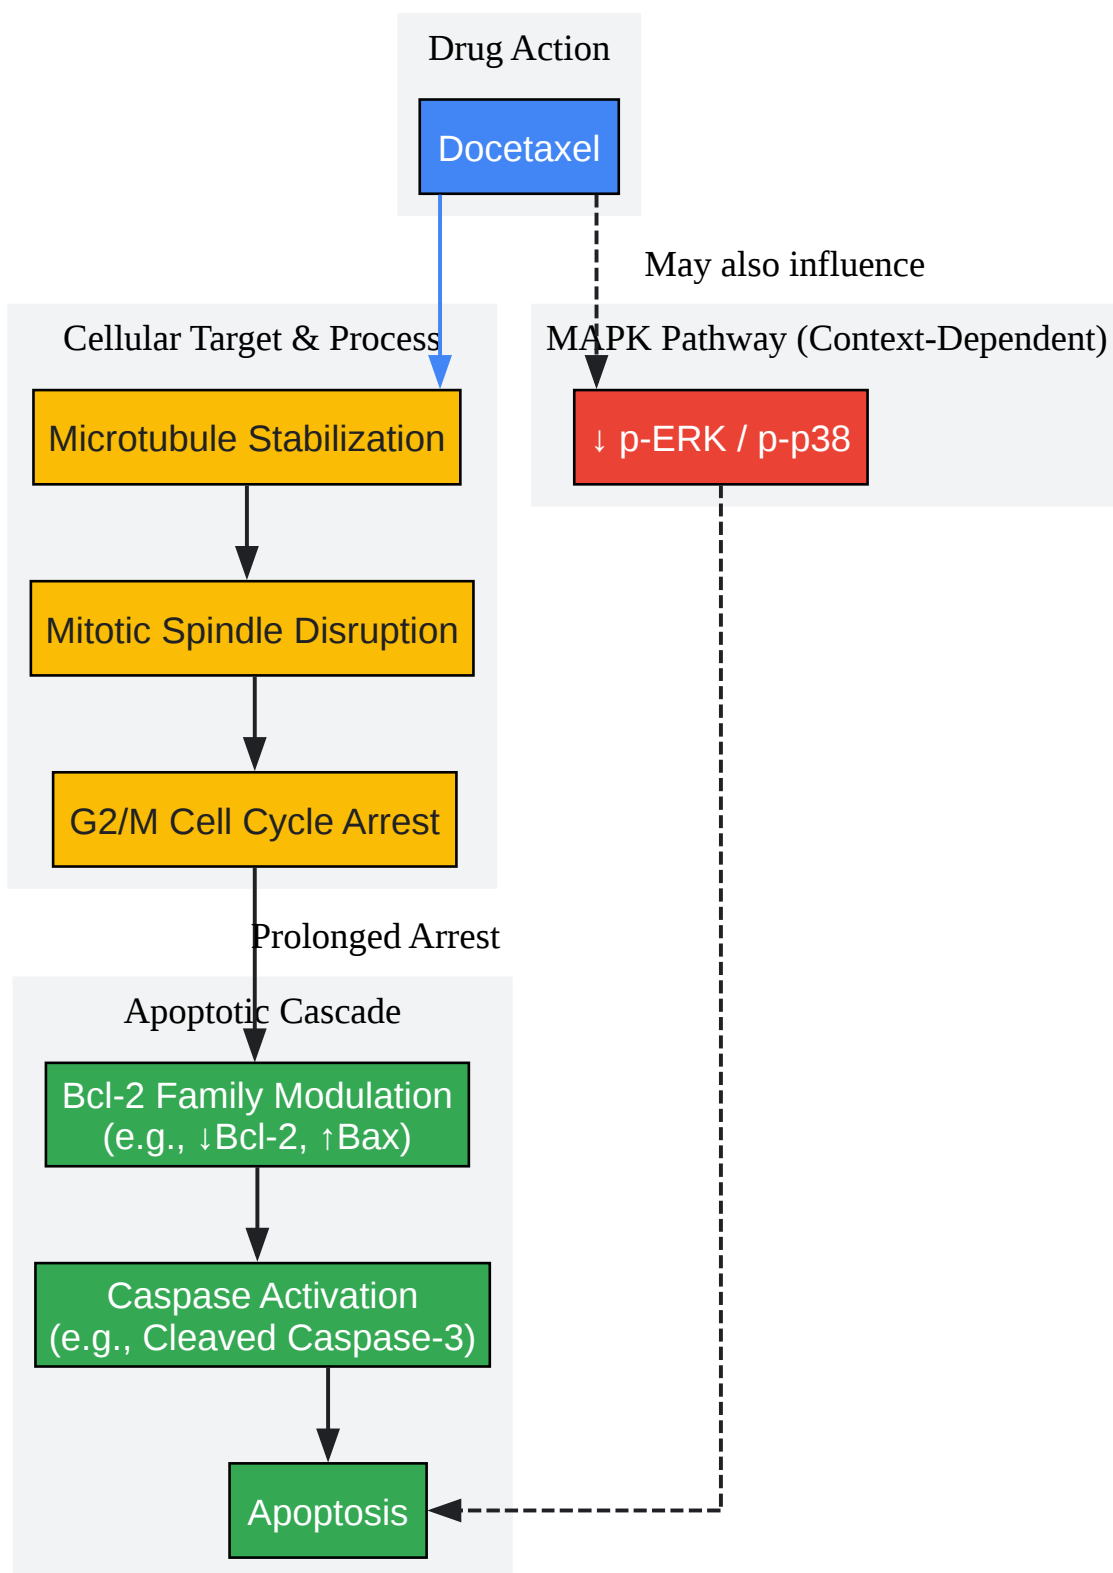 Drug Action
Docetaxel
May also influence
Cellular Target & Process
MAPK Pathway (Context-Dependent)
Microtubule Stabilization
↓ p-ERK / p-p38
Mitotic Spindle Disruption
G2/M Cell Cycle Arrest
Prolonged Arrest
Apoptotic Cascade
Bcl-2 Family Modulation
(e.g., ↓Bcl-2, ↑Bax)
Caspase Activation
(e.g., Cleaved Caspase-3)
Apoptosis